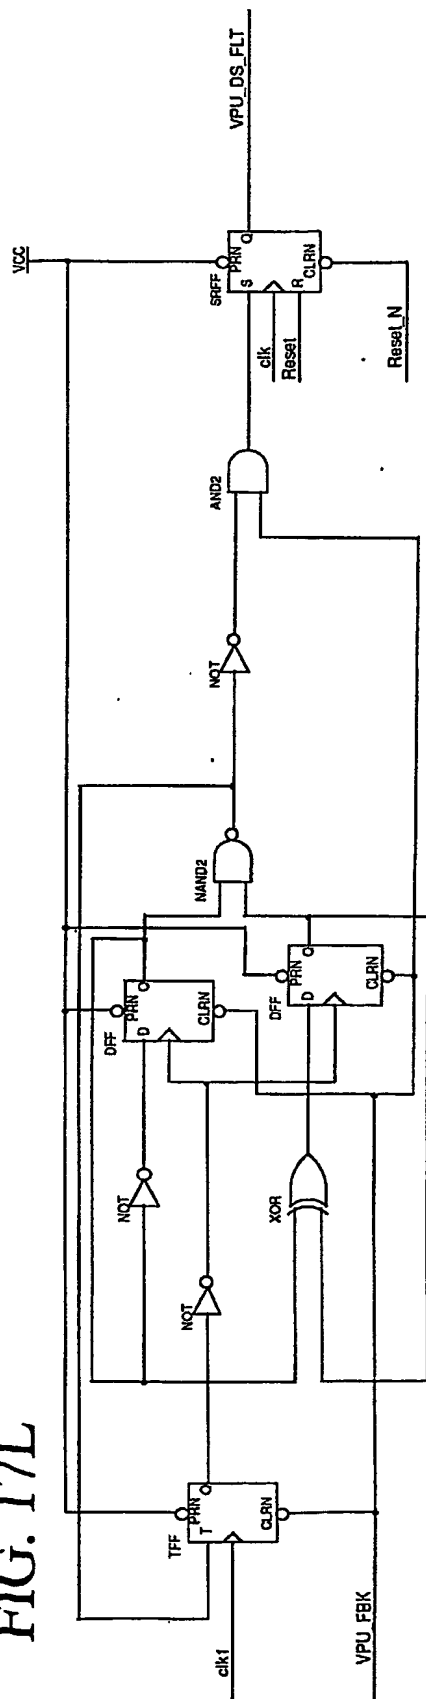 FIG. 17L
VCC
clk1
VPU_FBK
TFF
T
PRN
Q
CLRN
NOT
NOT
XOR
DFF
D
PRN
Q
CLRN
DFF
D
PRN
Q
CLRN
NAND2
NOT
AND2
SRFF
S
PRN
Q
clk
R
Reset
CLRN
Reset_N
VPU_DS_FLT